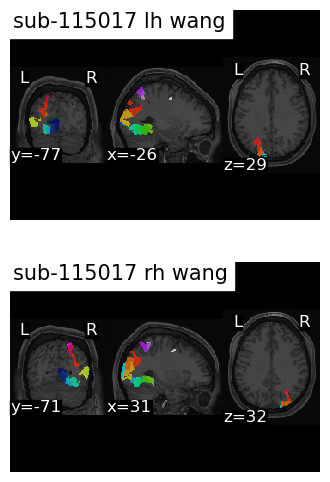 sub-115017 lh wang
L R L R
y=-77 x=-26 z=29
sub-115017 rh wang
L R L R
y=-71 x=31 z=32